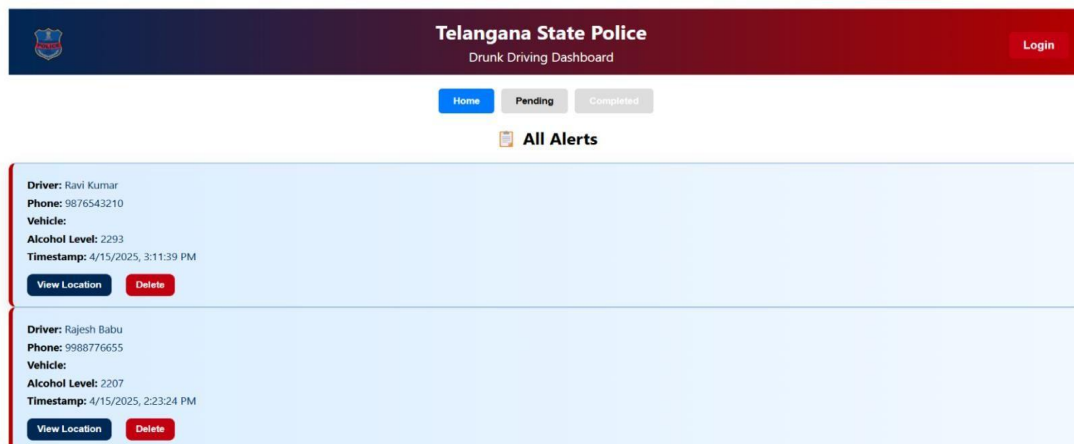 Telangana State Police
Drunk Driving Dashboard
Login
POLICE
Home Pending Completed
All Alerts
Driver: Ravi Kumar
Phone: 9876543210
Vehicle:
Alcohol Level: 2293
Timestamp: 4/15/2025, 3:11:39 PM
View Location Delete
Driver: Rajesh Babu
Phone: 9988776655
Vehicle:
Alcohol Level: 2207
Timestamp: 4/15/2025, 2:23:24 PM
View Location Delete